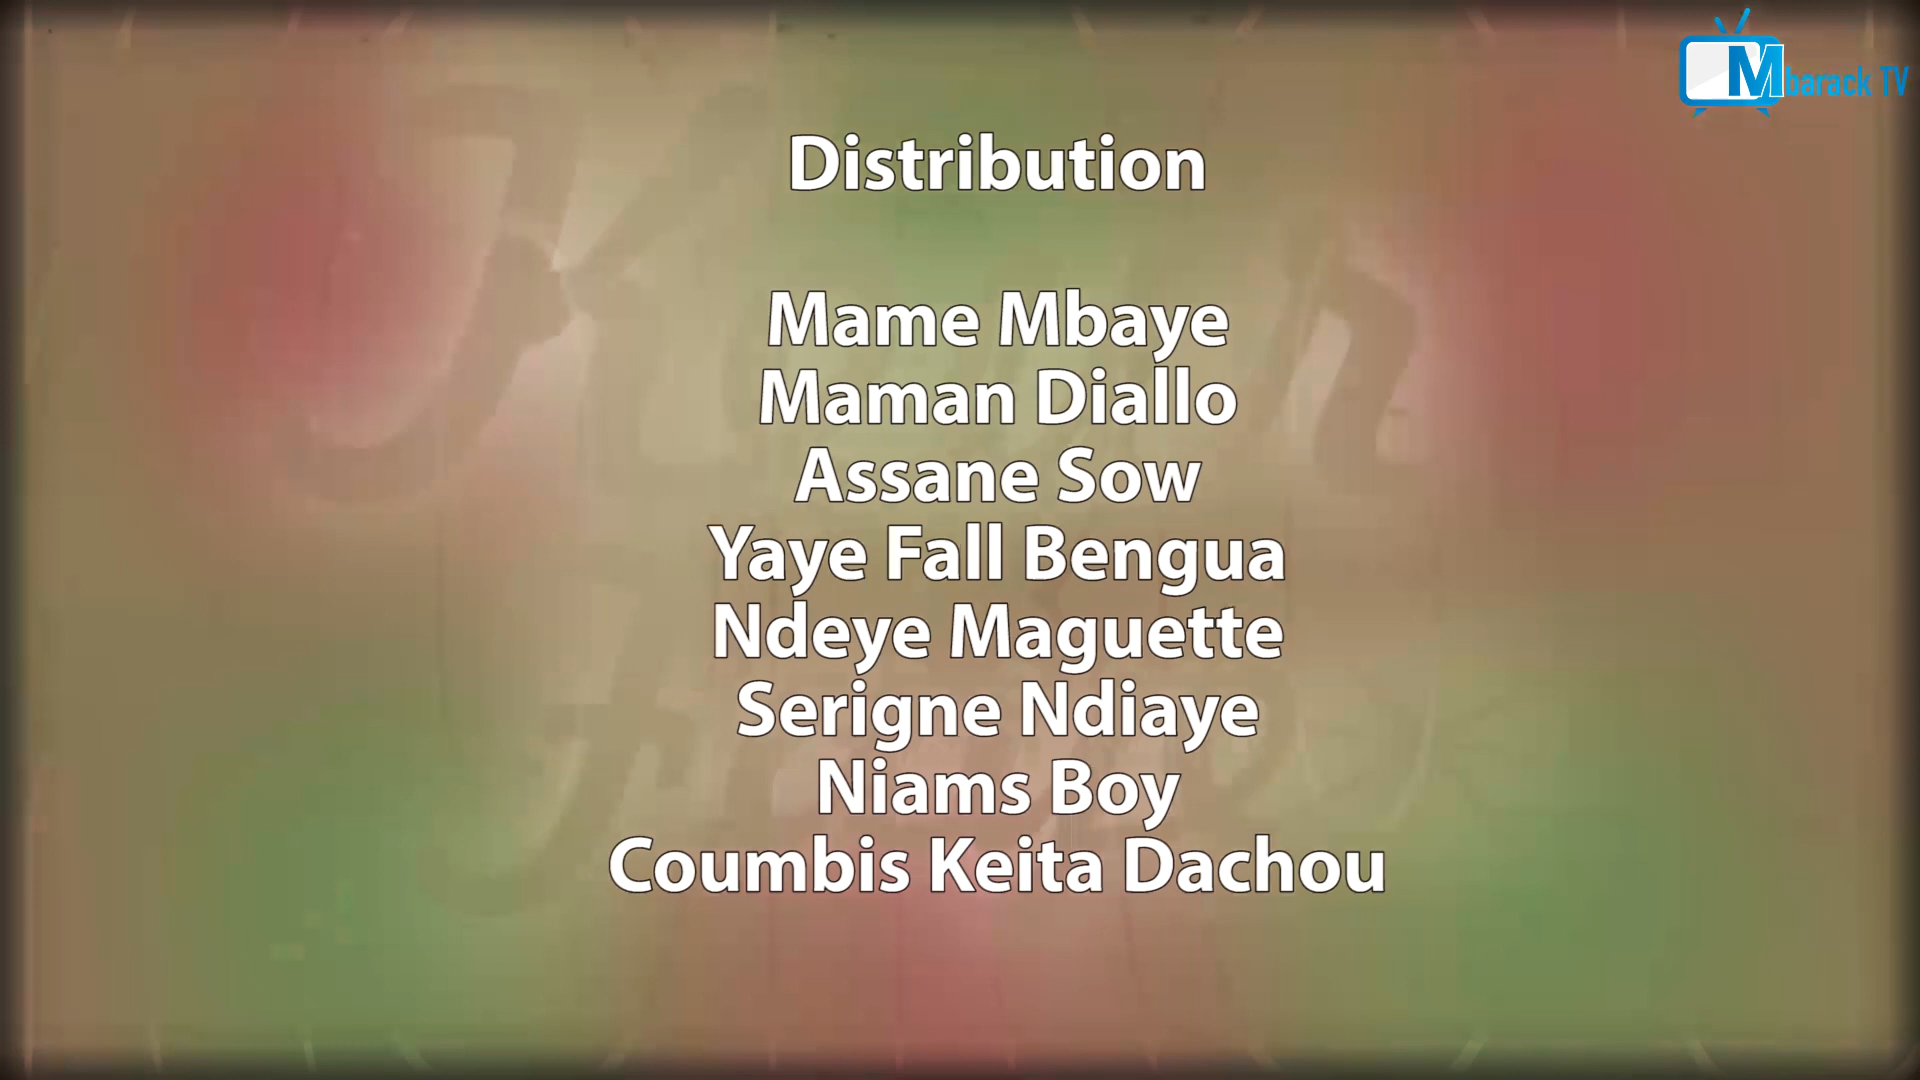 Mbarack TV
Distribution
Mame Mbaye
Maman Diallo
Assane Sow
Yaye Fall Bengua
Ndeye Maguette
Serigne Ndiaye
Niams Boy
Coumbis Keita Dachou